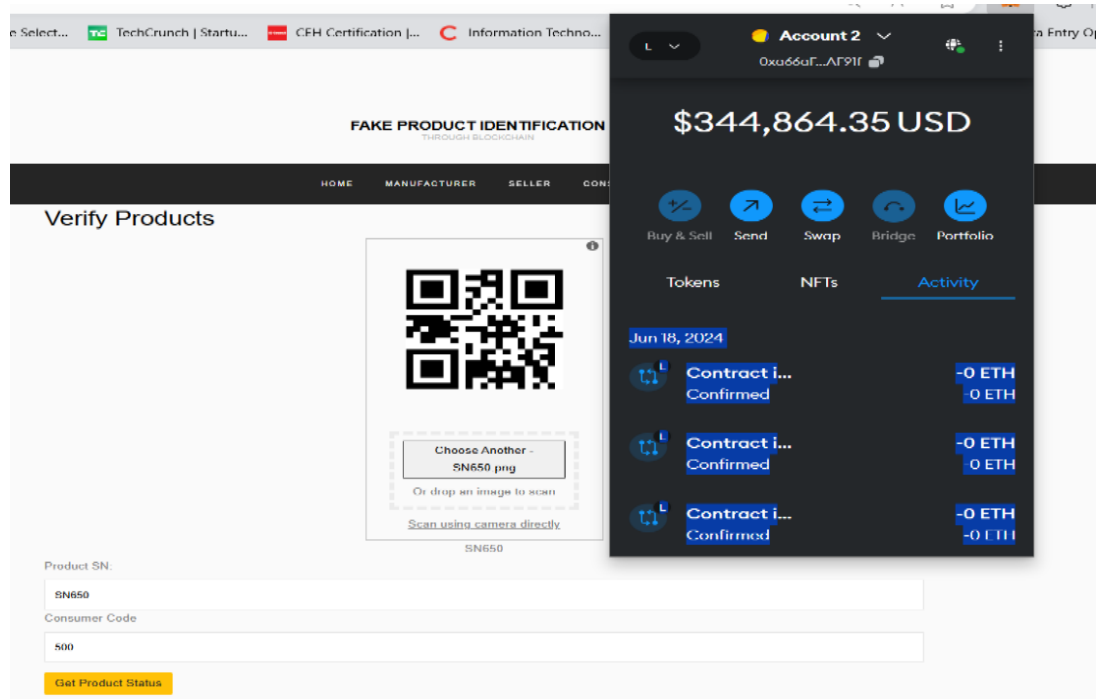 e Select...
TechCrunch | Startu...
CEH Certification |...
Information Techno...
a Entry Op
FAKE PRODUCT IDENTIFICATION
THROUGH BLOCKCHAIN
HOME MANUFACTURER SELLER CONS
Verify Products
Choose Another -
SN650.png
Or drop an image to scan
Scan using camera directly
SN650
Product SN:
SN650
Consumer Code
500
Get Product Status
L
Account 2
$344,864.35 USD
Buy & Sell Send Swap Bridge Portfolio
Tokens NFTs Activity
Jun 18, 2024
L Contract i... -0 ETH
Confirmed -0 ETH
L Contract i... -0 ETH
Confirmed -0 ETH
L Contract i... -0 ETH
Confirmed -0 ETH